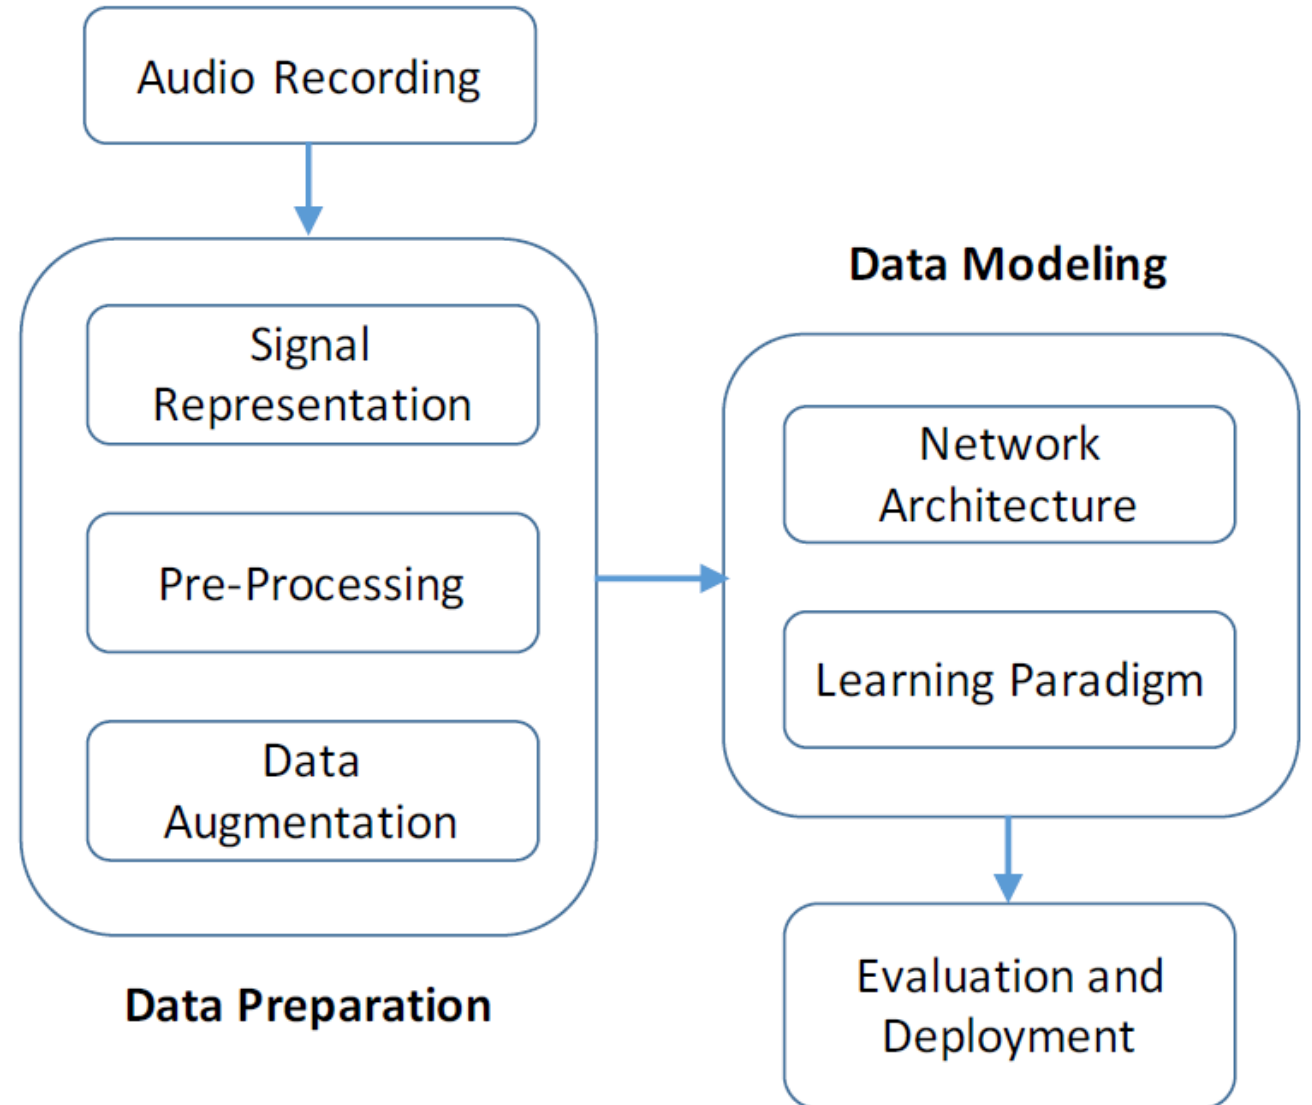 Audio Recording
Signal
Representation
Pre-Processing
Data
Augmentation
Data Preparation
Data Modeling
Network
Architecture
Learning Paradigm
Evaluation and
Deployment